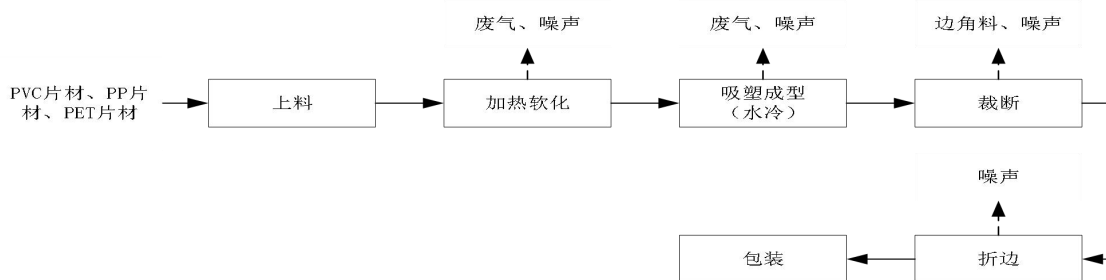 废气、噪声
废气、噪声
边角料、噪声
PVC片材、PP片
材、PET片材
上料
加热软化
吸塑成型
（水冷）
裁断
噪声
包装
折边